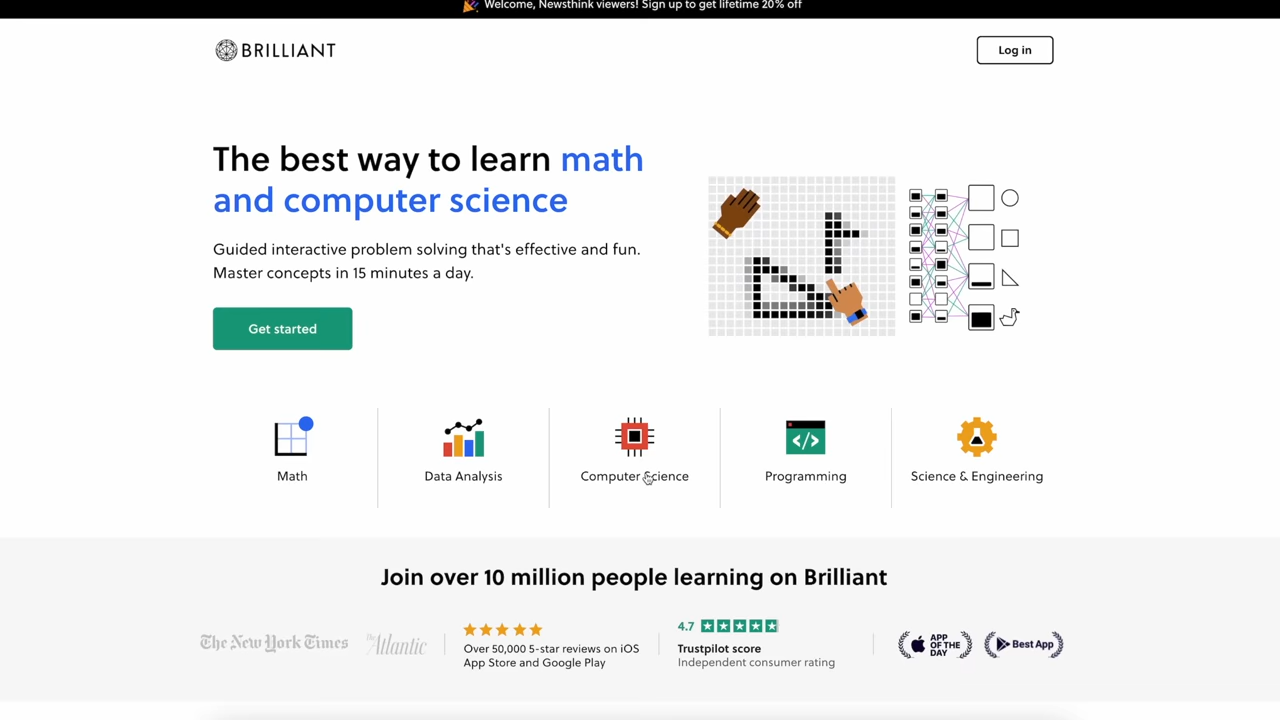 Welcome, Newsthink viewers! Sign up to get lifetime 20% off
BRILLIANT
Log in
The best way to learn math
and computer science
Guided interactive problem solving that's effective and fun.
Master concepts in 15 minutes a day.
Get started
Math
Data Analysis
Computer Science
Programming
Science & Engineering
Join over 10 million people learning on Brilliant
The New York Times
The Atlantic
Over 50,000 5-star reviews on iOS
App Store and Google Play
4.7
Trustpilot score
Independent consumer rating
APP
OF THE
DAY
Best App